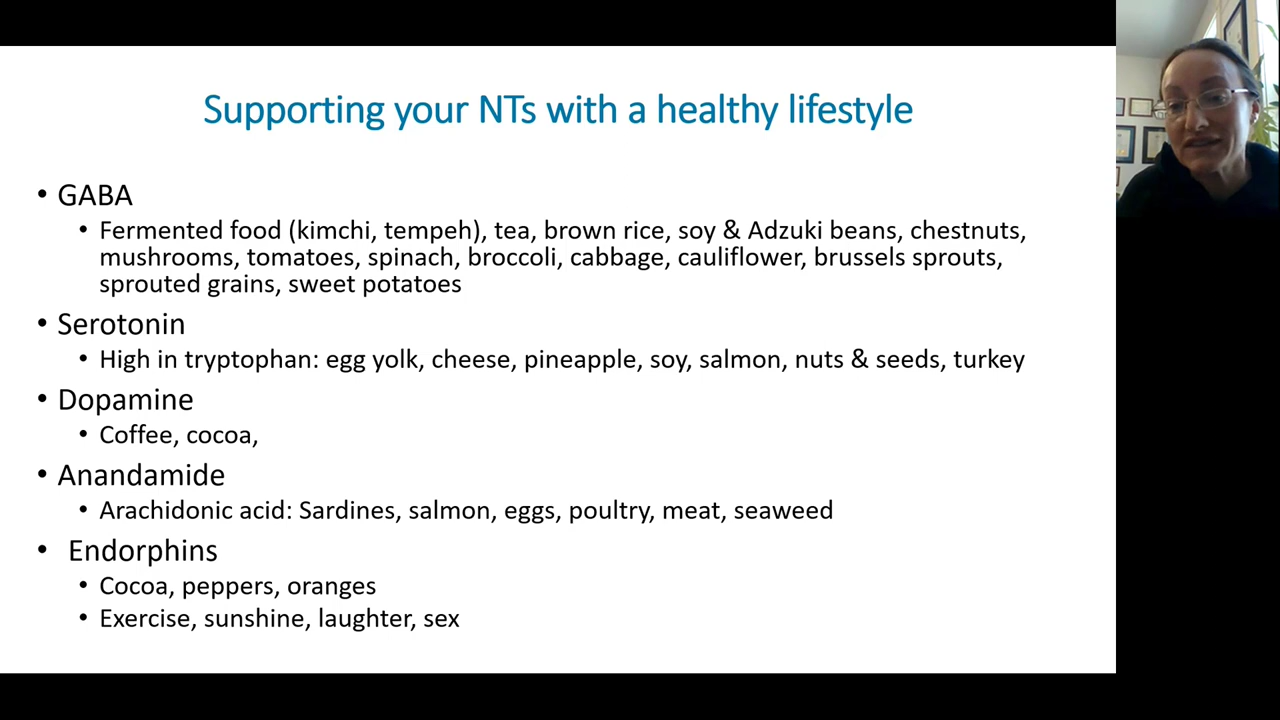 Supporting your NTs with a healthy lifestyle
• GABA
• Fermented food (kimchi, tempeh), tea, brown rice, soy & Adzuki beans, chestnuts,
mushrooms, tomatoes, spinach, broccoli, cabbage, cauliflower, brussels sprouts,
sprouted grains, sweet potatoes
• Serotonin
• High in tryptophan: egg yolk, cheese, pineapple, soy, salmon, nuts & seeds, turkey
• Dopamine
• Coffee, cocoa,
• Anandamide
• Arachidonic acid: Sardines, salmon, eggs, poultry, meat, seaweed
• Endorphins
• Cocoa, peppers, oranges
• Exercise, sunshine, laughter, sex